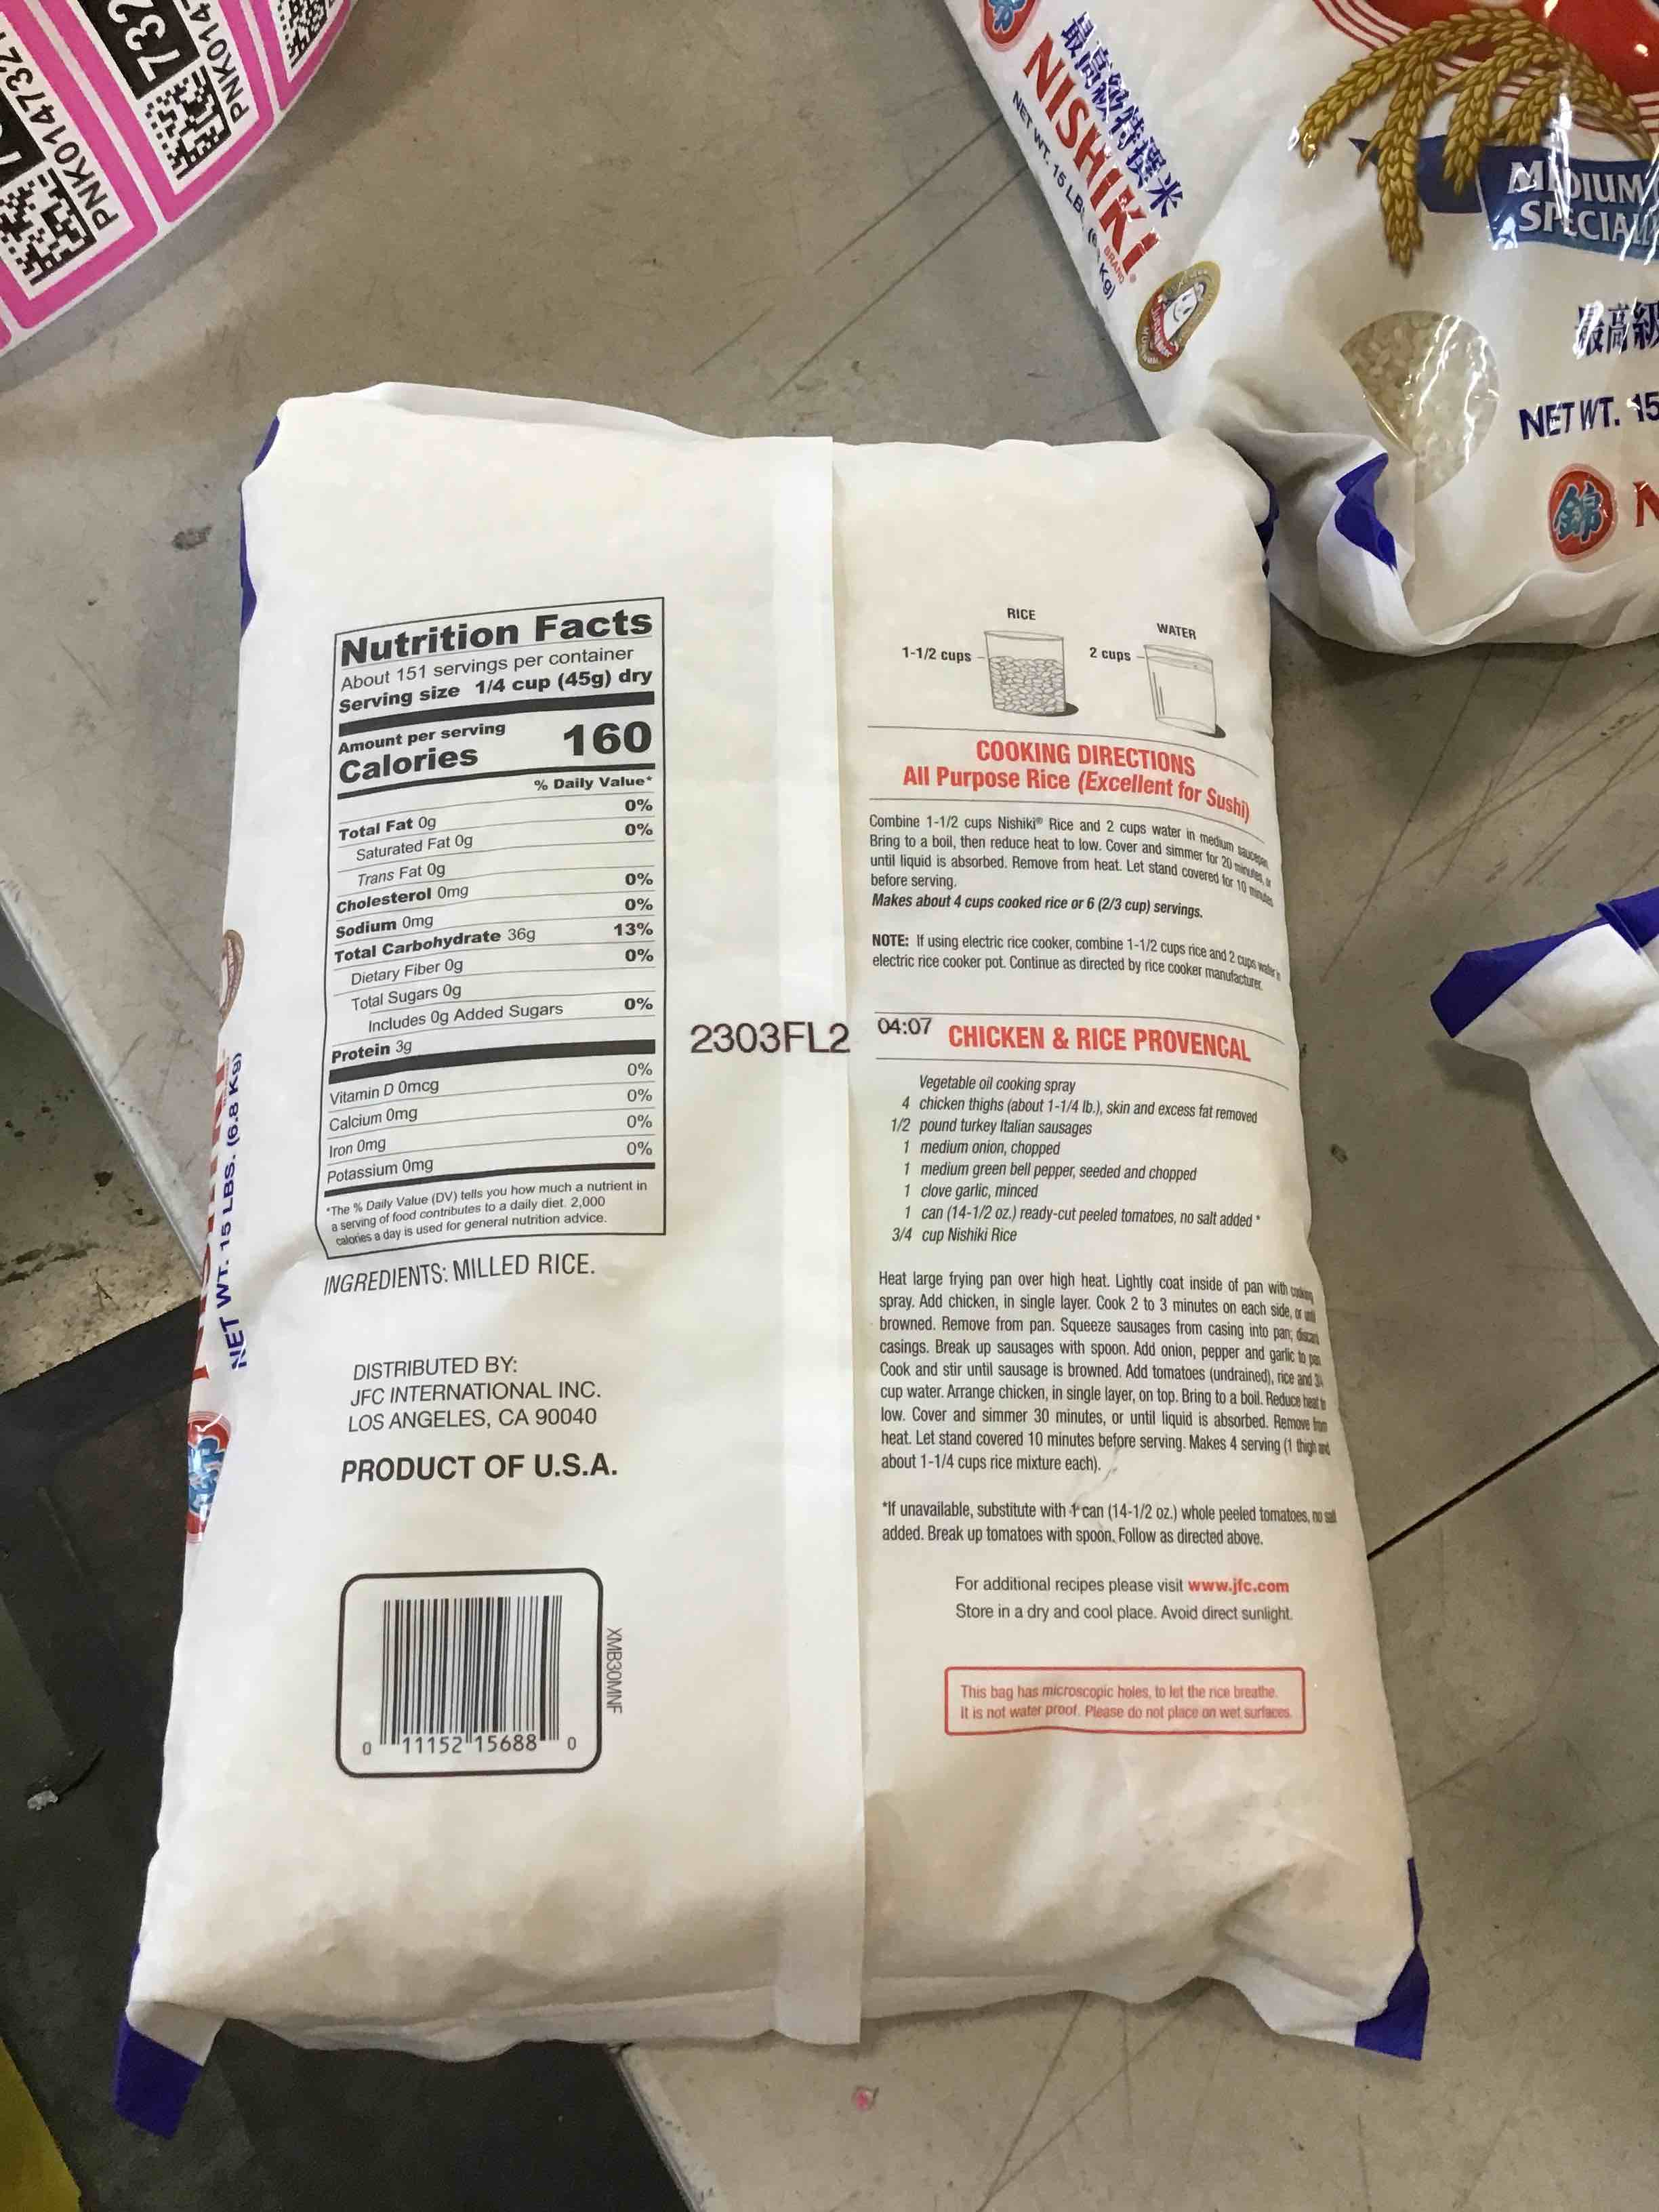 732
PNK0147
PNK0147321
最高級特撰米
NISHIKI
BRAND
NET WT. 15 LB
MEDIUM
NET WT. 15
錦
Nutrition Facts
About 151 servings per container
Serving size 1/4 cup (45g) dry
Amount per serving
Calories 160
% Daily Value*
Total Fat 0g 0%
Saturated Fat 0g 0%
Trans Fat 0g
Cholesterol 0mg 0%
Sodium 0mg 0%
Total Carbohydrate 36g 13%
Dietary Fiber 0g 0%
Total Sugars 0g
Includes 0g Added Sugars 0%
Protein 3g
Vitamin D 0mcg 0%
Calcium 0mg 0%
Iron 0mg 0%
Potassium 0mg 0%
*The % Daily Value (DV) tells you how much a nutrient in
a serving of food contributes to a daily diet. 2,000
calories a day is used for general nutrition advice.
INGREDIENTS: MILLED RICE.
DISTRIBUTED BY:
JFC INTERNATIONAL INC.
LOS ANGELES, CA 90040
PRODUCT OF U.S.A.
XMB30MNF
0 11152 15688 0
NET WT. 15 LBS. (6.8 Kg)
2303FL2 04:07
RICE
WATER
1-1/2 cups
2 cups
COOKING DIRECTIONS
All Purpose Rice (Excellent for Sushi)
Combine 1-1/2 cups Nishiki® Rice and 2 cups water in medium saucepan.
Bring to a boil, then reduce heat to low. Cover and simmer for 20 minutes, or
until liquid is absorbed. Remove from heat. Let stand covered for 10 minutes
before serving.
Makes about 4 cups cooked rice or 6 (2/3 cup) servings.
NOTE: If using electric rice cooker, combine 1-1/2 cups rice and 2 cups water in
electric rice cooker pot. Continue as directed by rice cooker manufacturer.
CHICKEN & RICE PROVENCAL
Vegetable oil cooking spray
4 chicken thighs (about 1-1/4 lb.), skin and excess fat removed
1/2 pound turkey Italian sausages
1 medium onion, chopped
1 medium green bell pepper, seeded and chopped
1 clove garlic, minced
1 can (14-1/2 oz.) ready-cut peeled tomatoes, no salt added *
3/4 cup Nishiki Rice
Heat large frying pan over high heat. Lightly coat inside of pan with cooking
spray. Add chicken, in single layer. Cook 2 to 3 minutes on each side, or until
browned. Remove from pan. Squeeze sausages from casing into pan; discard
casings. Break up sausages with spoon. Add onion, pepper and garlic to pan.
Cook and stir until sausage is browned. Add tomatoes (undrained), rice and
cup water. Arrange chicken, in single layer, on top. Bring to a boil. Reduce heat to
low. Cover and simmer 30 minutes, or until liquid is absorbed. Remove from
heat. Let stand covered 10 minutes before serving. Makes 4 serving (1 thigh and
about 1-1/4 cups rice mixture each).
*If unavailable, substitute with 1 can (14-1/2 oz.) whole peeled tomatoes, no salt
added. Break up tomatoes with spoon. Follow as directed above.
For additional recipes please visit www.jfc.com
Store in a dry and cool place. Avoid direct sunlight.
This bag has microscopic holes, to let the rice breathe.
It is not water proof. Please do not place on wet surfaces.